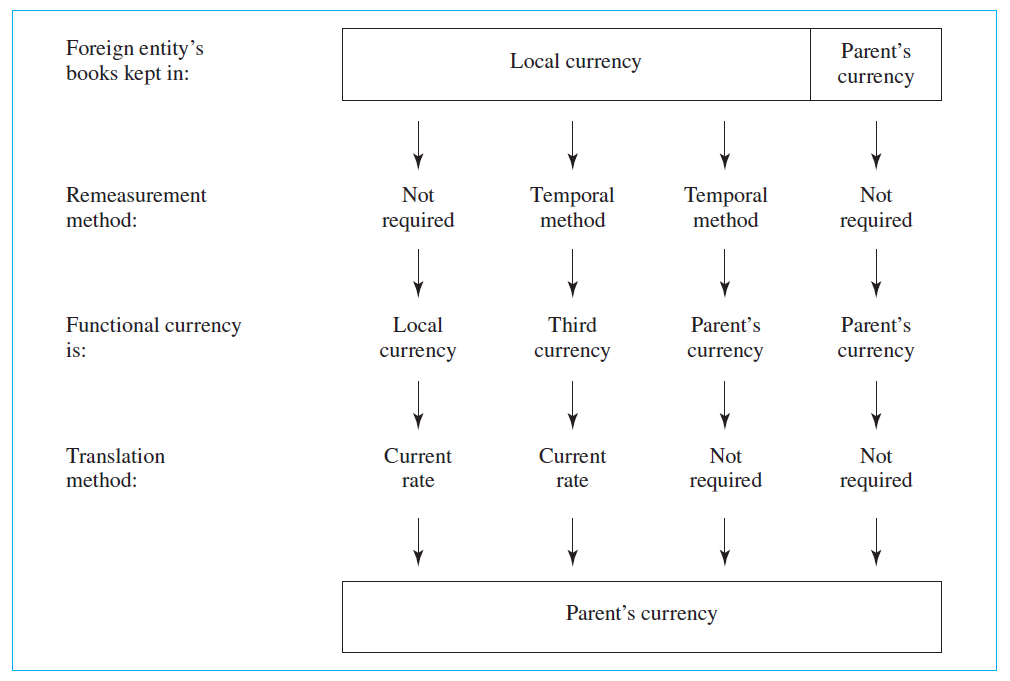 Foreign entity’s
books kept in:
Local currency
Parent’s
currency
Remeasurement
method:
Not
required
Temporal
method
Temporal
method
Not
required
Functional currency
is:
Local
currency
Third
currency
Parent’s
currency
Parent’s
currency
Translation
method:
Current
rate
Current
rate
Not
required
Not
required
Parent’s currency